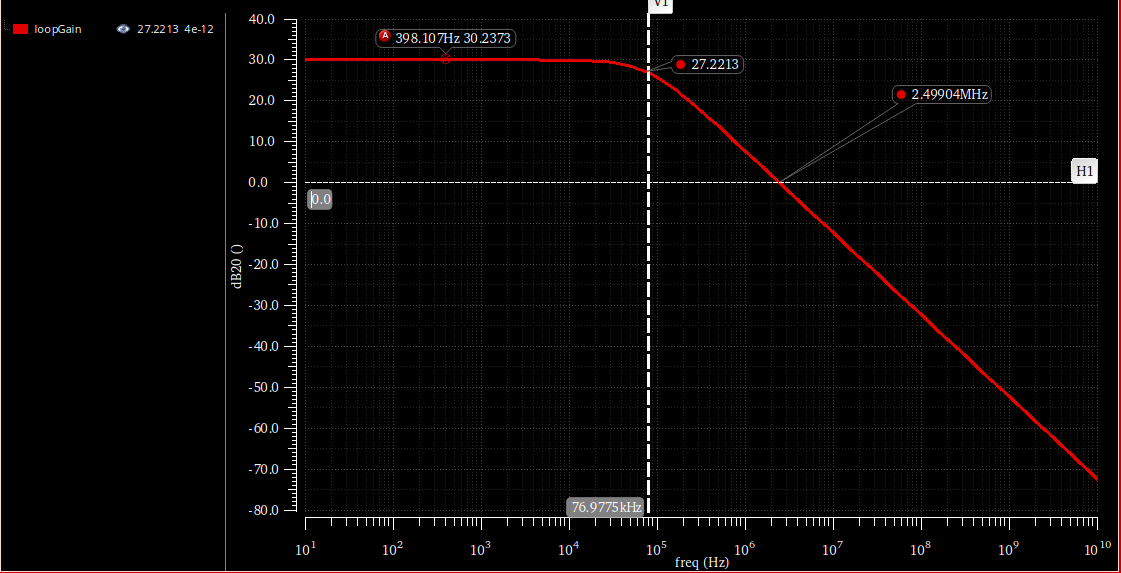 loopGain 27.2213 4e-12
V1
40.0
A 398.107Hz 30.2373
30.0
27.2213
2.49904MHz
20.0
10.0
H1
0.0
0.0
-10.0
dB20 ()
-20.0
-30.0
-40.0
-50.0
-60.0
-70.0
-80.0
76.9775kHz
10¹ 10² 10³ 10⁴ 10⁵ 10⁶ 10⁷ 10⁸ 10⁹ 10¹⁰
freq (Hz)